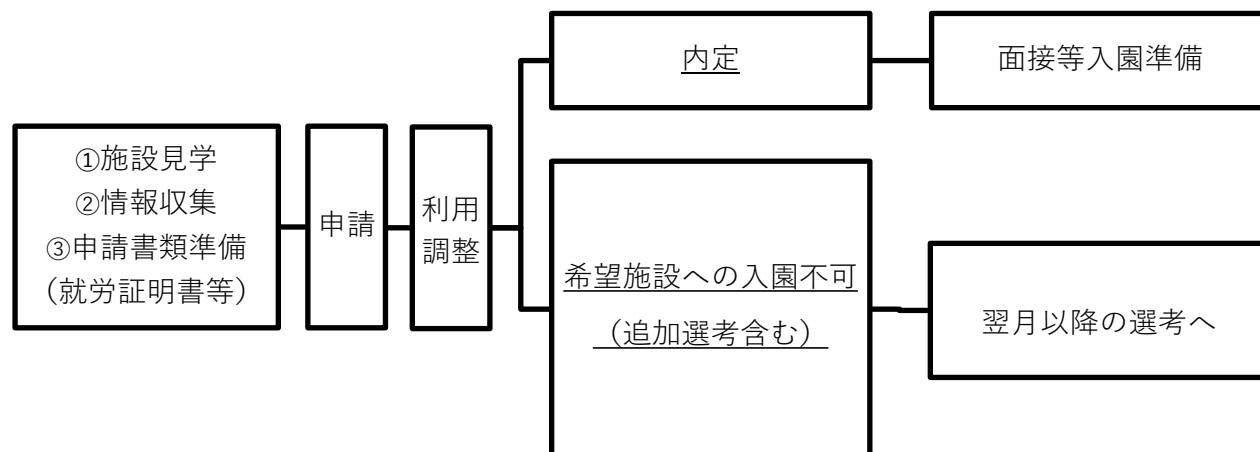 ①施設見学
②情報収集
③申請書類準備
（就労証明書等）
申請
利用
調整
内定
面接等入園準備
希望施設への入園不可
（追加選考含む）
翌月以降の選考へ